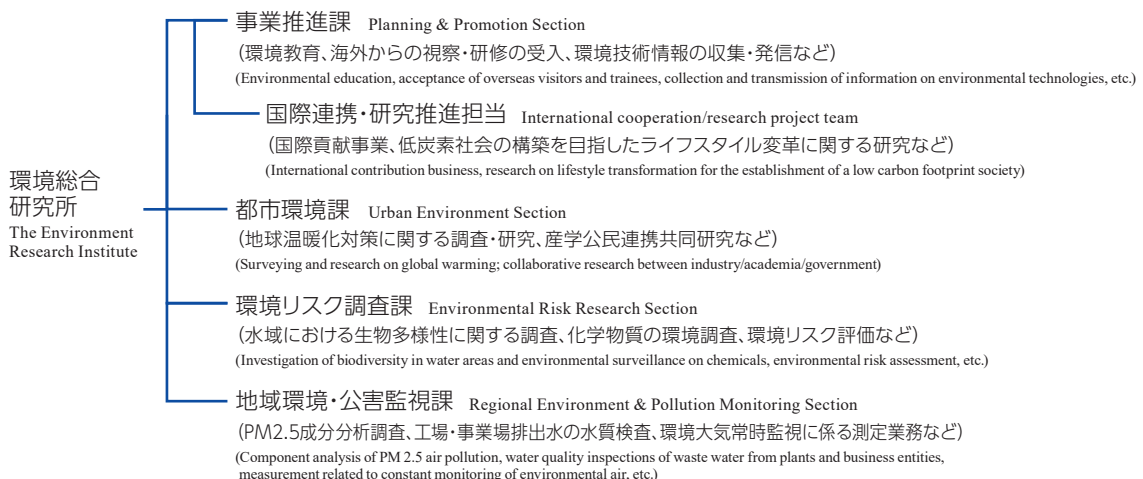 環境総合
研究所
The Environment
Research Institute
事業推進課 Planning & Promotion Section
(環境教育、海外からの視察・研修の受入、環境技術情報の収集・発信など)
(Environmental education, acceptance of overseas visitors and trainees, collection and transmission of information on environmental technologies, etc.)
国際連携・研究推進担当 International cooperation/research project team
(国際貢献事業、低炭素社会の構築を目指したライフスタイル変革に関する研究など)
(International contribution business, research on lifestyle transformation for the establishment of a low carbon footprint society)
都市環境課 Urban Environment Section
(地球温暖化対策に関する調査・研究、産学公民連携共同研究など)
(Surveying and research on global warming; collaborative research between industry/academia/government)
環境リスク調査課 Environmental Risk Research Section
(水域における生物多様性に関する調査、化学物質の環境調査、環境リスク評価など)
(Investigation of biodiversity in water areas and environmental surveillance on chemicals, environmental risk assessment, etc.)
地域環境・公害監視課 Regional Environment & Pollution Monitoring Section
(PM2.5成分分析調査、工場・事業場排出水の水質検査、環境大気常時監視に係る測定業務など)
(Component analysis of PM 2.5 air pollution, water quality inspections of waste water from plants and business entities,
measurement related to constant monitoring of environmental air, etc.)